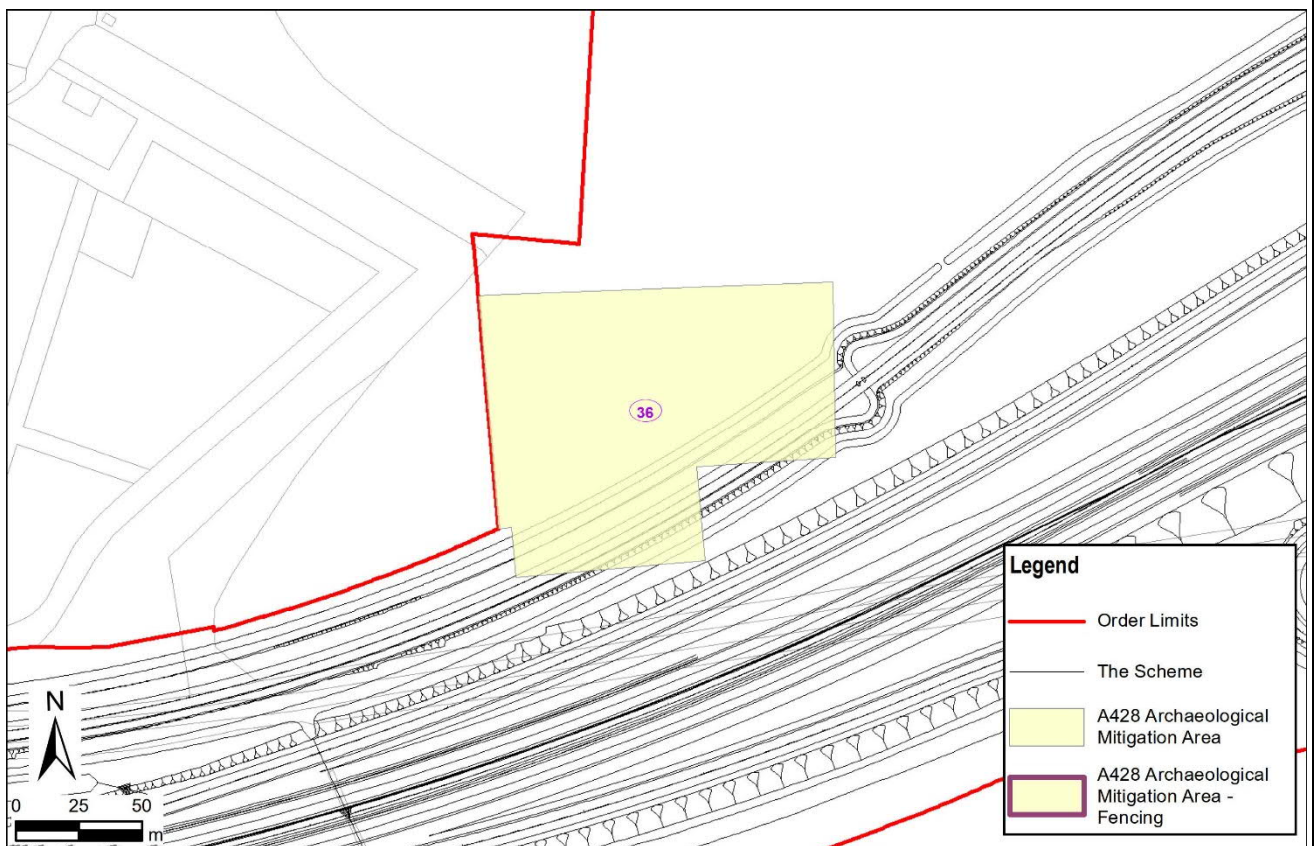 36
Legend
Order Limits
The Scheme
A428 Archaeological
Mitigation Area
A428 Archaeological
Mitigation Area -
Fencing
N
0 25 50
m